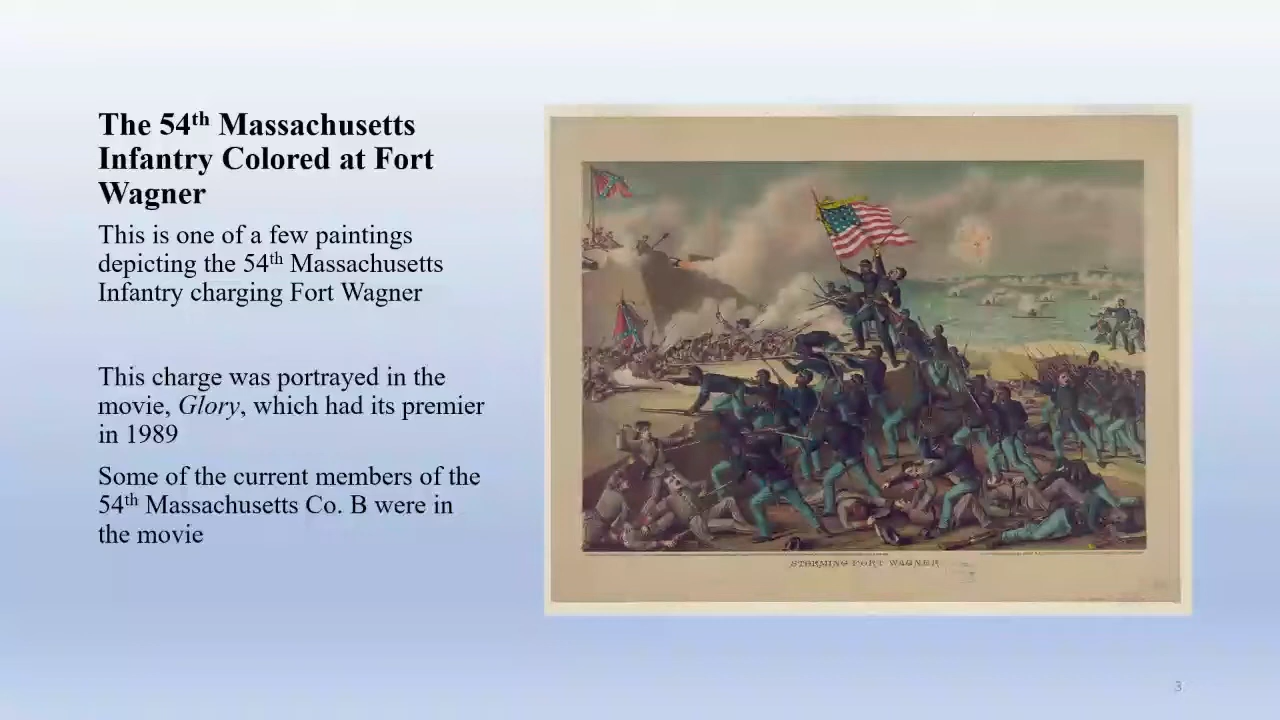 The 54th Massachusetts
Infantry Colored at Fort
Wagner
This is one of a few paintings
depicting the 54th Massachusetts
Infantry charging Fort Wagner
This charge was portrayed in the
movie, Glory, which had its premier
in 1989
Some of the current members of the
54th Massachusetts Co. B were in
the movie
STORMING FORT WAGNER
3